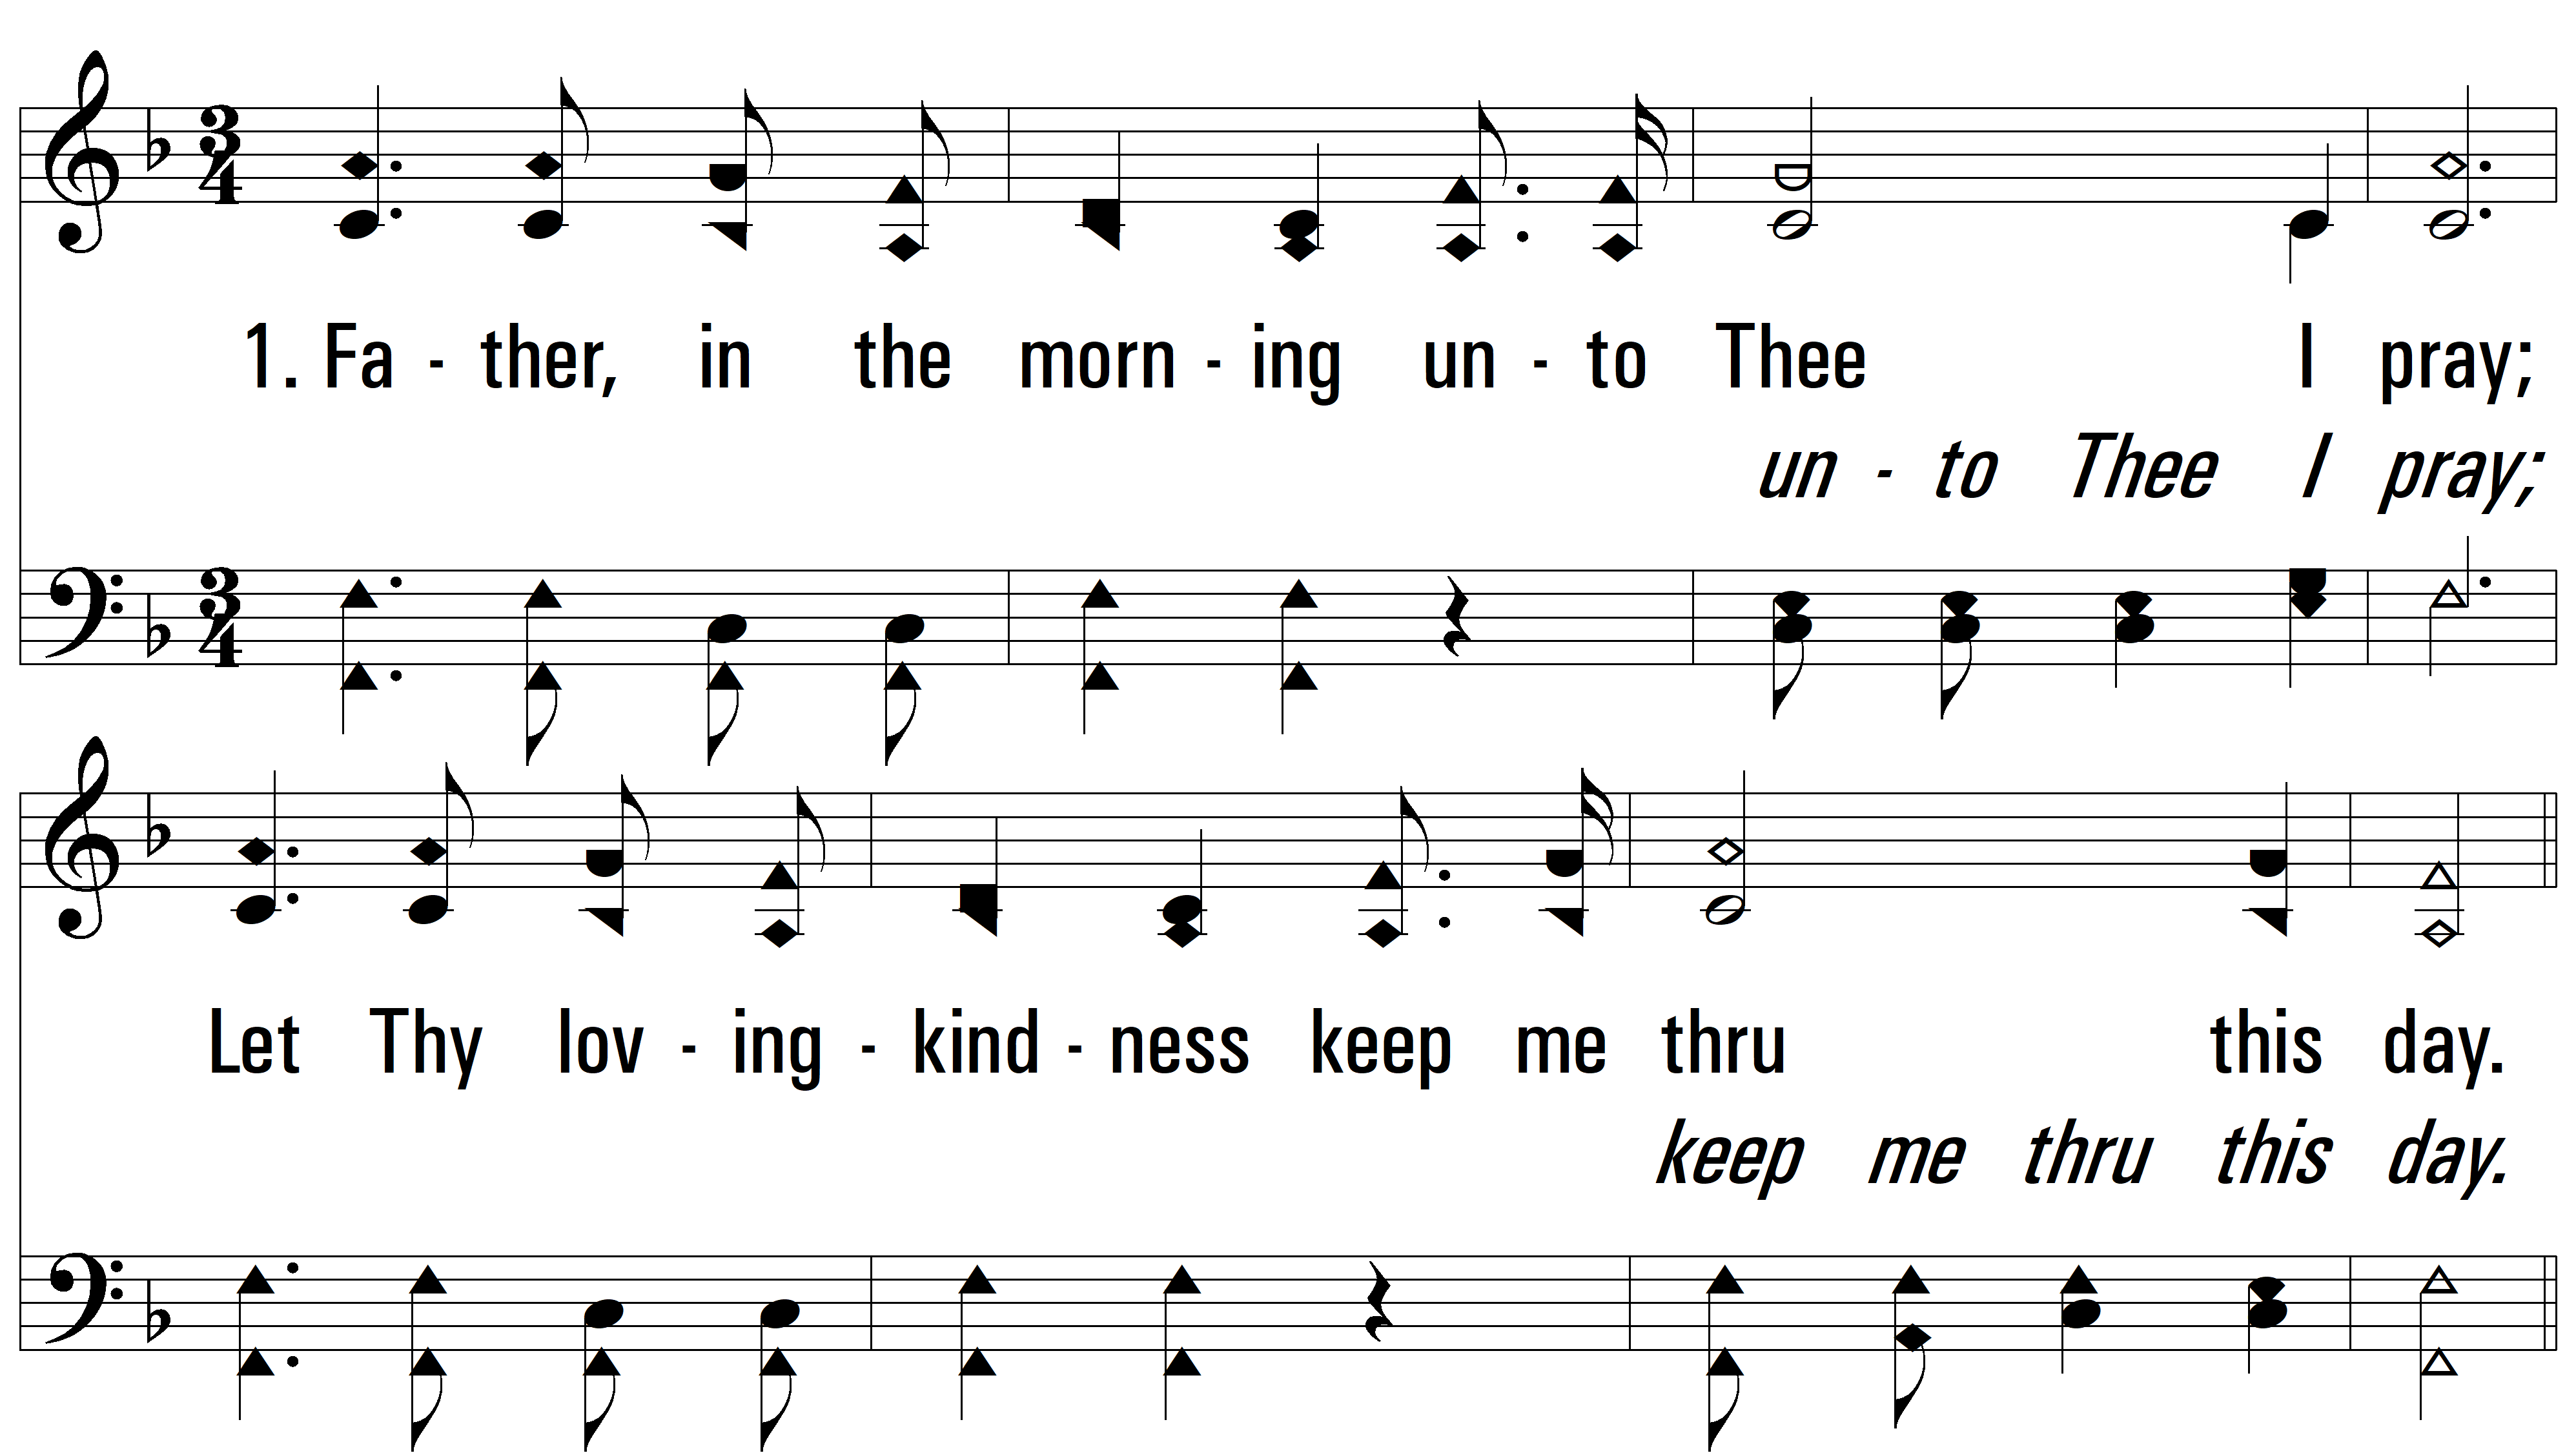 1. Fa - ther, in the morn - ing un - to Thee I pray;
un - to Thee I pray;
Let Thy lov - ing - kind - ness keep me thru this day.
keep me thru this day.